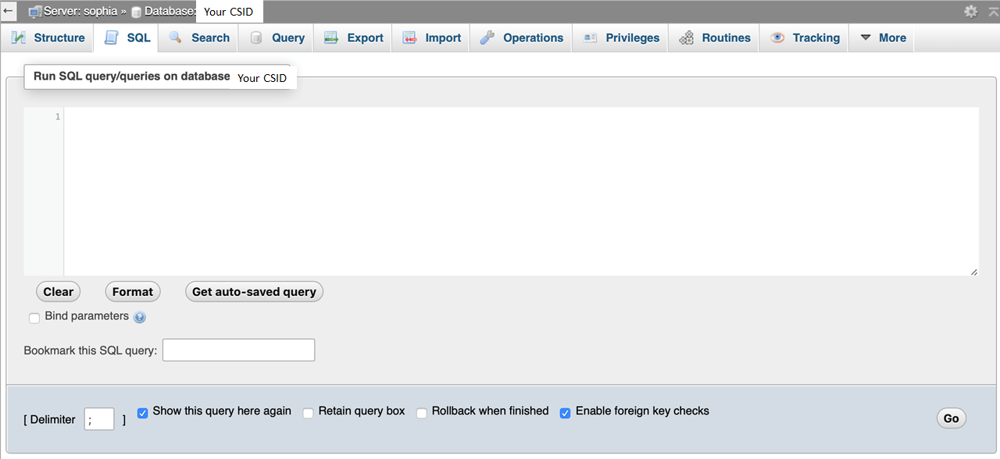 Server: sophia » Database: Your CSID
Structure SQL Search Query Export Import Operations Privileges Routines Tracking More
Run SQL query/queries on database Your CSID
1
Clear Format Get auto-saved query
Bind parameters
Bookmark this SQL query:
[ Delimiter ; ] Show this query here again Retain query box Rollback when finished Enable foreign key checks Go